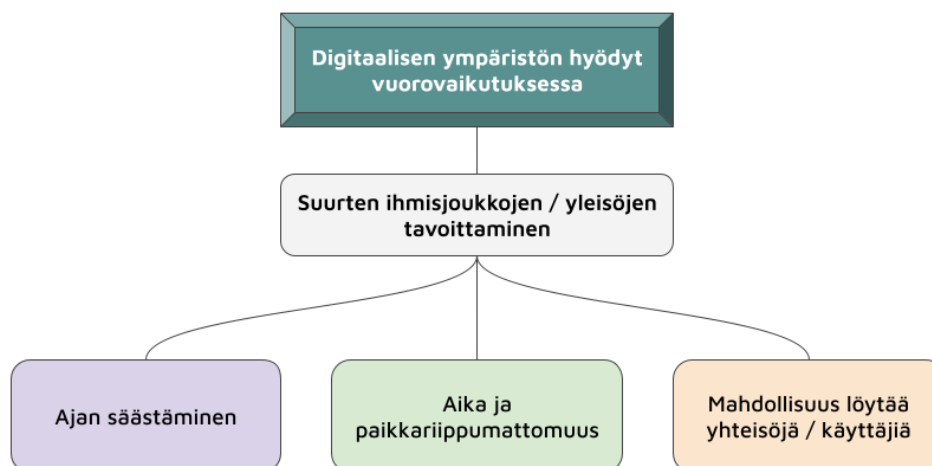 Digitaalisen ympäristön hyödyt
vuorovaikutuksessa
Suurten ihmisjoukkojen / yleisöjen
tavoittaminen
Ajan säästäminen
Aika ja
paikkariippumattomuus
Mahdollisuus löytää
yhteisöjä / käyttäjiä